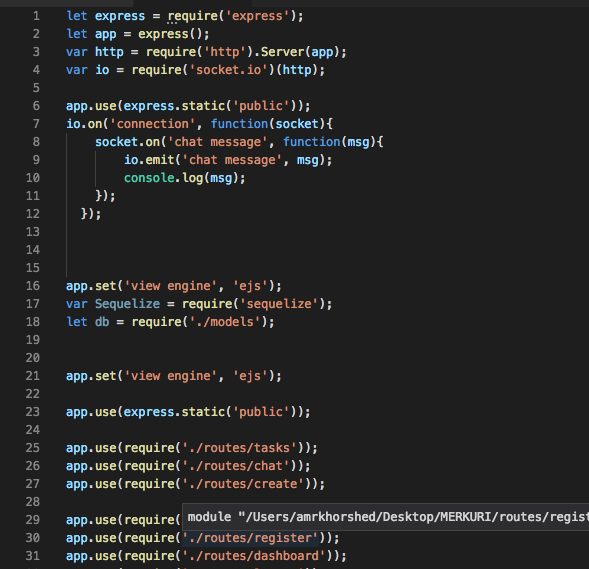 1 let express = require('express');
2 let app = express();
3 var http = require('http').Server(app);
4 var io = require('socket.io')(http);
5
6 app.use(express.static('public'));
7 io.on('connection', function(socket){
8 socket.on('chat message', function(msg){
9 io.emit('chat message', msg);
10 console.log(msg);
11 });
12 });
13
14
15
16 app.set('view engine', 'ejs');
17 var Sequelize = require('sequelize');
18 let db = require('./models');
19
20
21 app.set('view engine', 'ejs');
22
23 app.use(express.static('public'));
24
25 app.use(require('./routes/tasks'));
26 app.use(require('./routes/chat'));
27 app.use(require('./routes/create'));
28
29 app.use(require( module "/Users/amrkhorshed/Desktop/MERKURI/routes/regist
30 app.use(require('./routes/register'));
31 app.use(require('./routes/dashboard'));